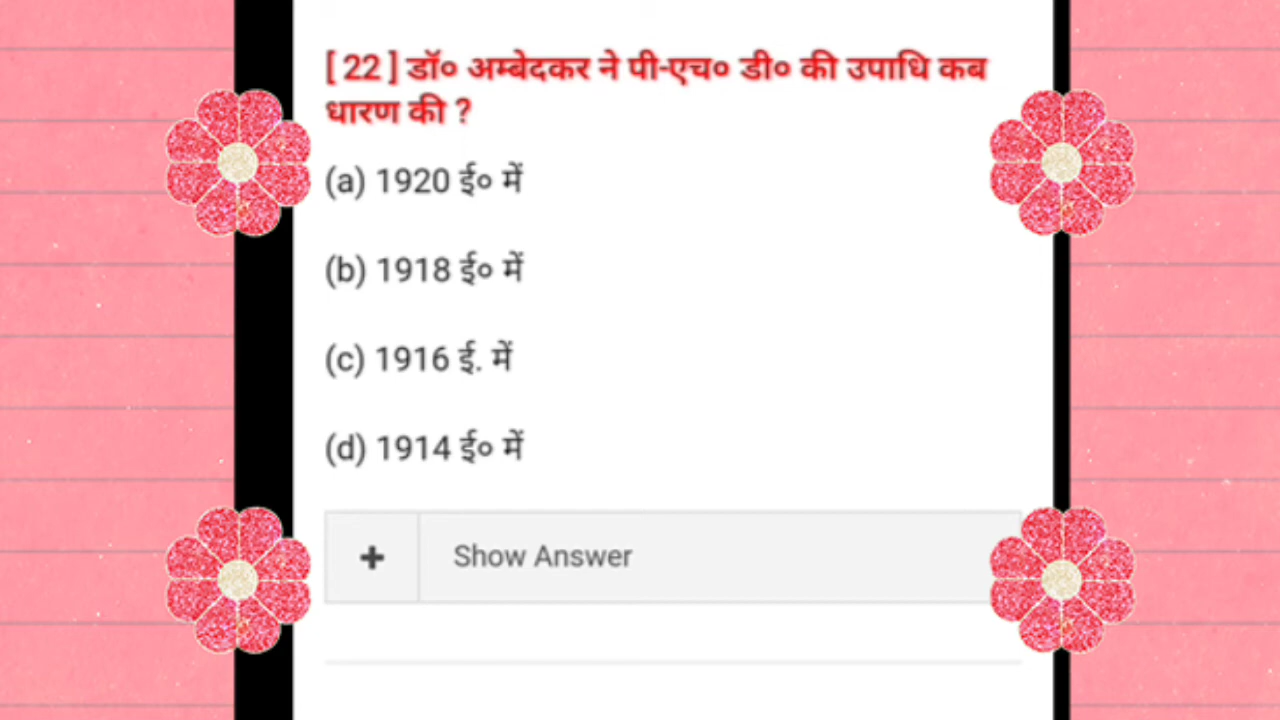 [ 22 ] डॉ० अम्बेदकर ने पी-एच० डी० की उपाधि कब
धारण की ?
(a) 1920 ई० में
(b) 1918 ई० में
(c) 1916 ई. में
(d) 1914 ई० में
+ Show Answer